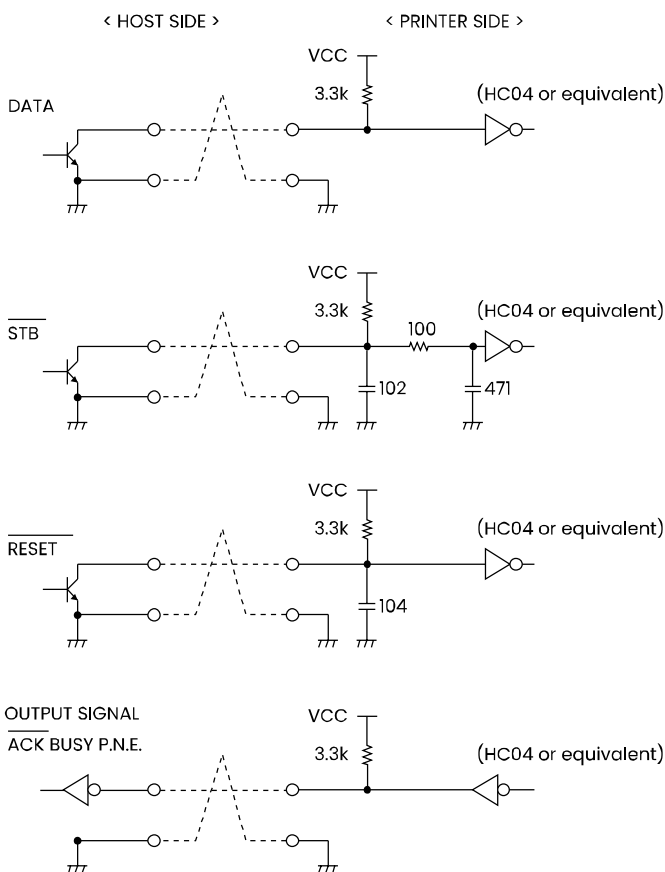 < HOST SIDE >
< PRINTER SIDE >
VCC
3.3k
(HC04 or equivalent)
DATA
VCC
3.3k
100
(HC04 or equivalent)
STB
102
471
VCC
3.3k
(HC04 or equivalent)
RESET
104
OUTPUT SIGNAL
ACK BUSY P.N.E.
VCC
3.3k
(HC04 or equivalent)